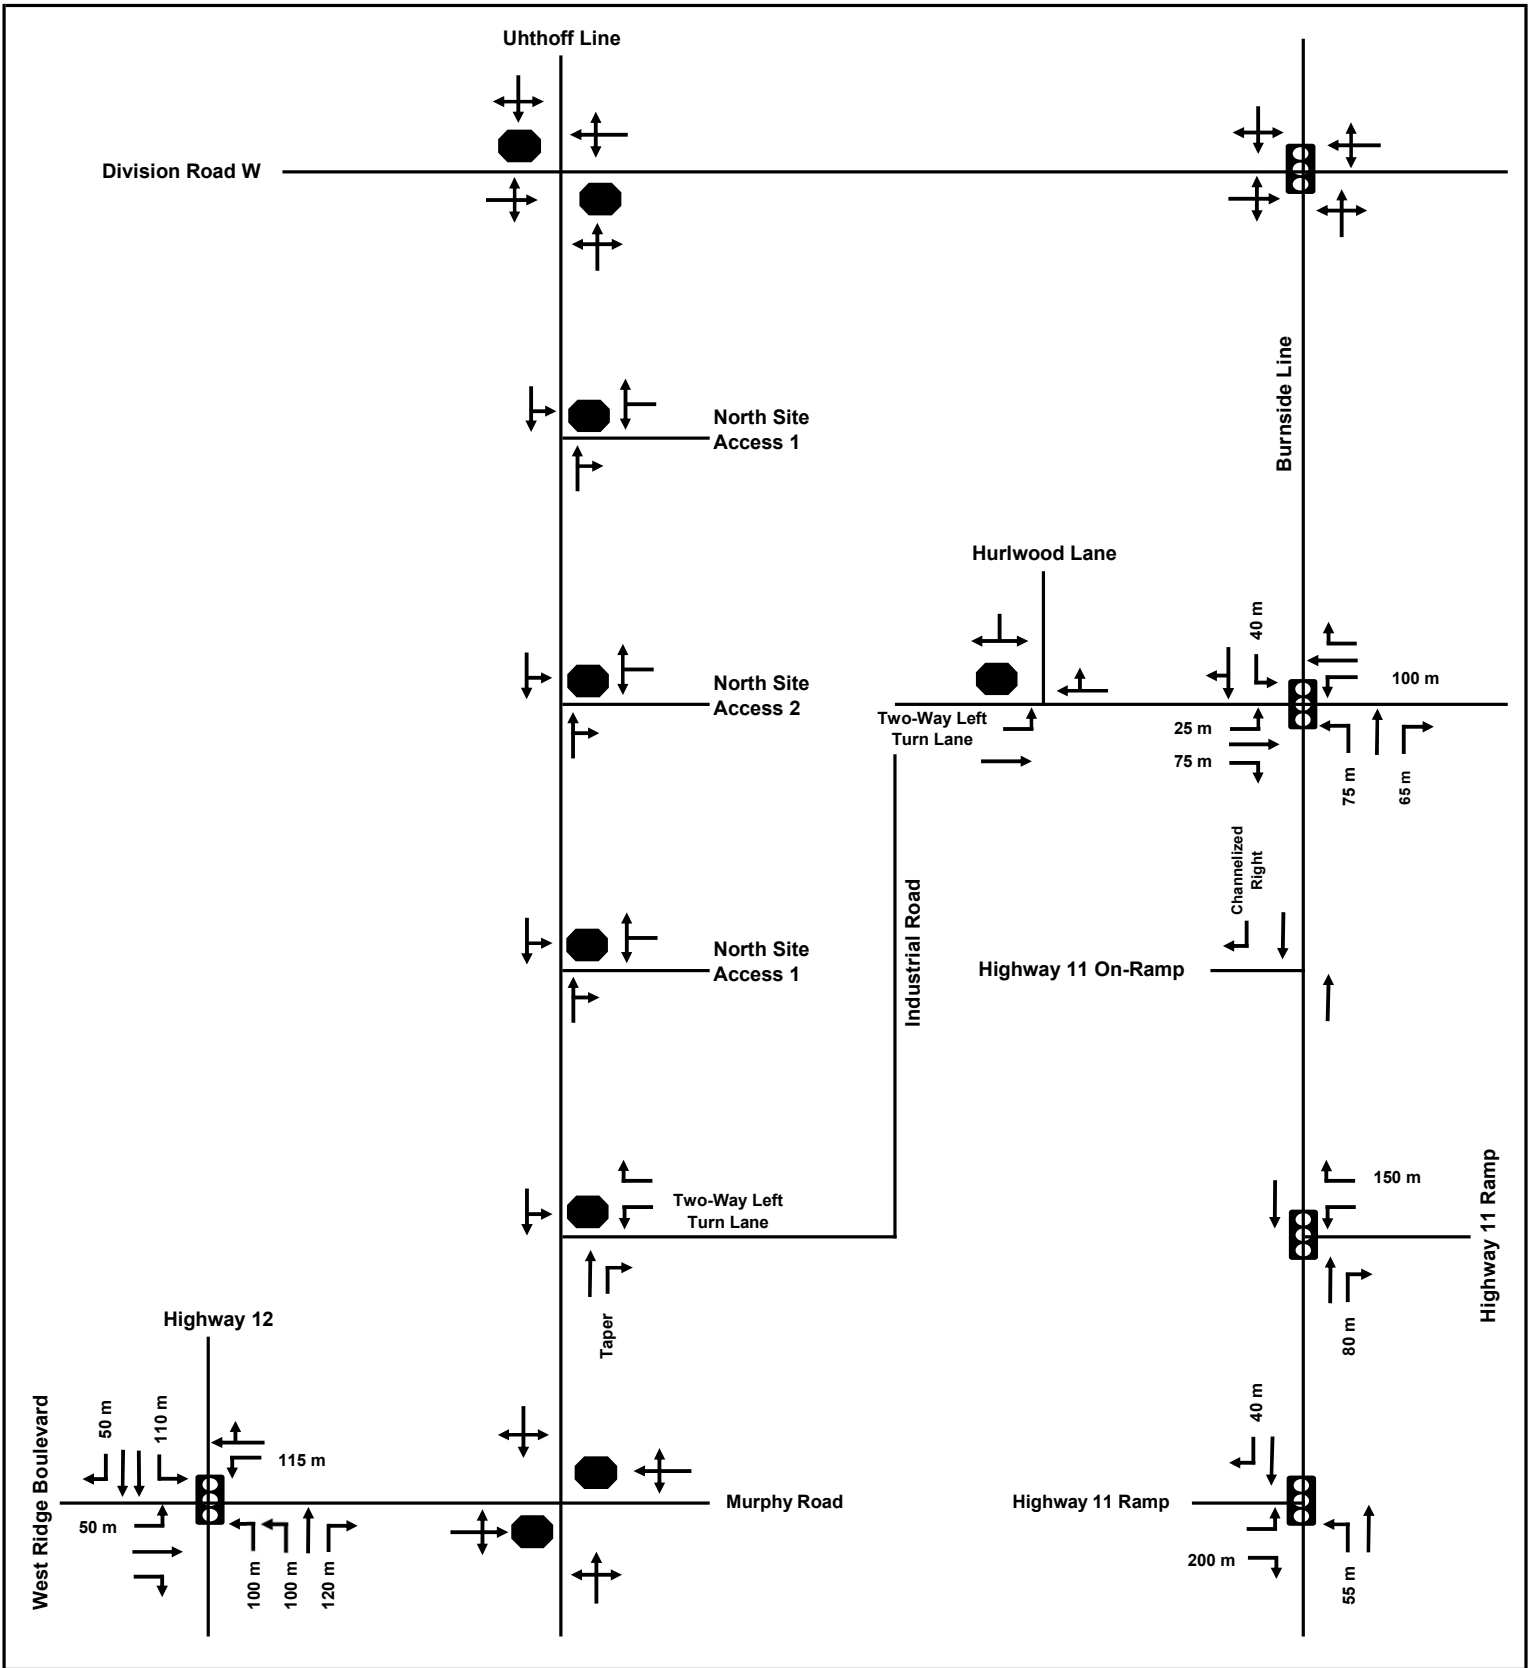 Uhthoff Line
Division Road W
Burnside Line
North Site
Access 1
Hurlwood Lane
40 m
100 m
North Site
Access 2
Two-Way Left
Turn Lane
25 m
75 m
75 m
65 m
Channelized
Right
Industrial Road
North Site
Access 1
Highway 11 On-Ramp
150 m
Highway 11 Ramp
Two-Way Left
Turn Lane
Taper
80 m
Highway 12
West Ridge Boulevard
50 m
110 m
115 m
50 m
100 m
100 m
120 m
Murphy Road
40 m
Highway 11 Ramp
200 m
55 m